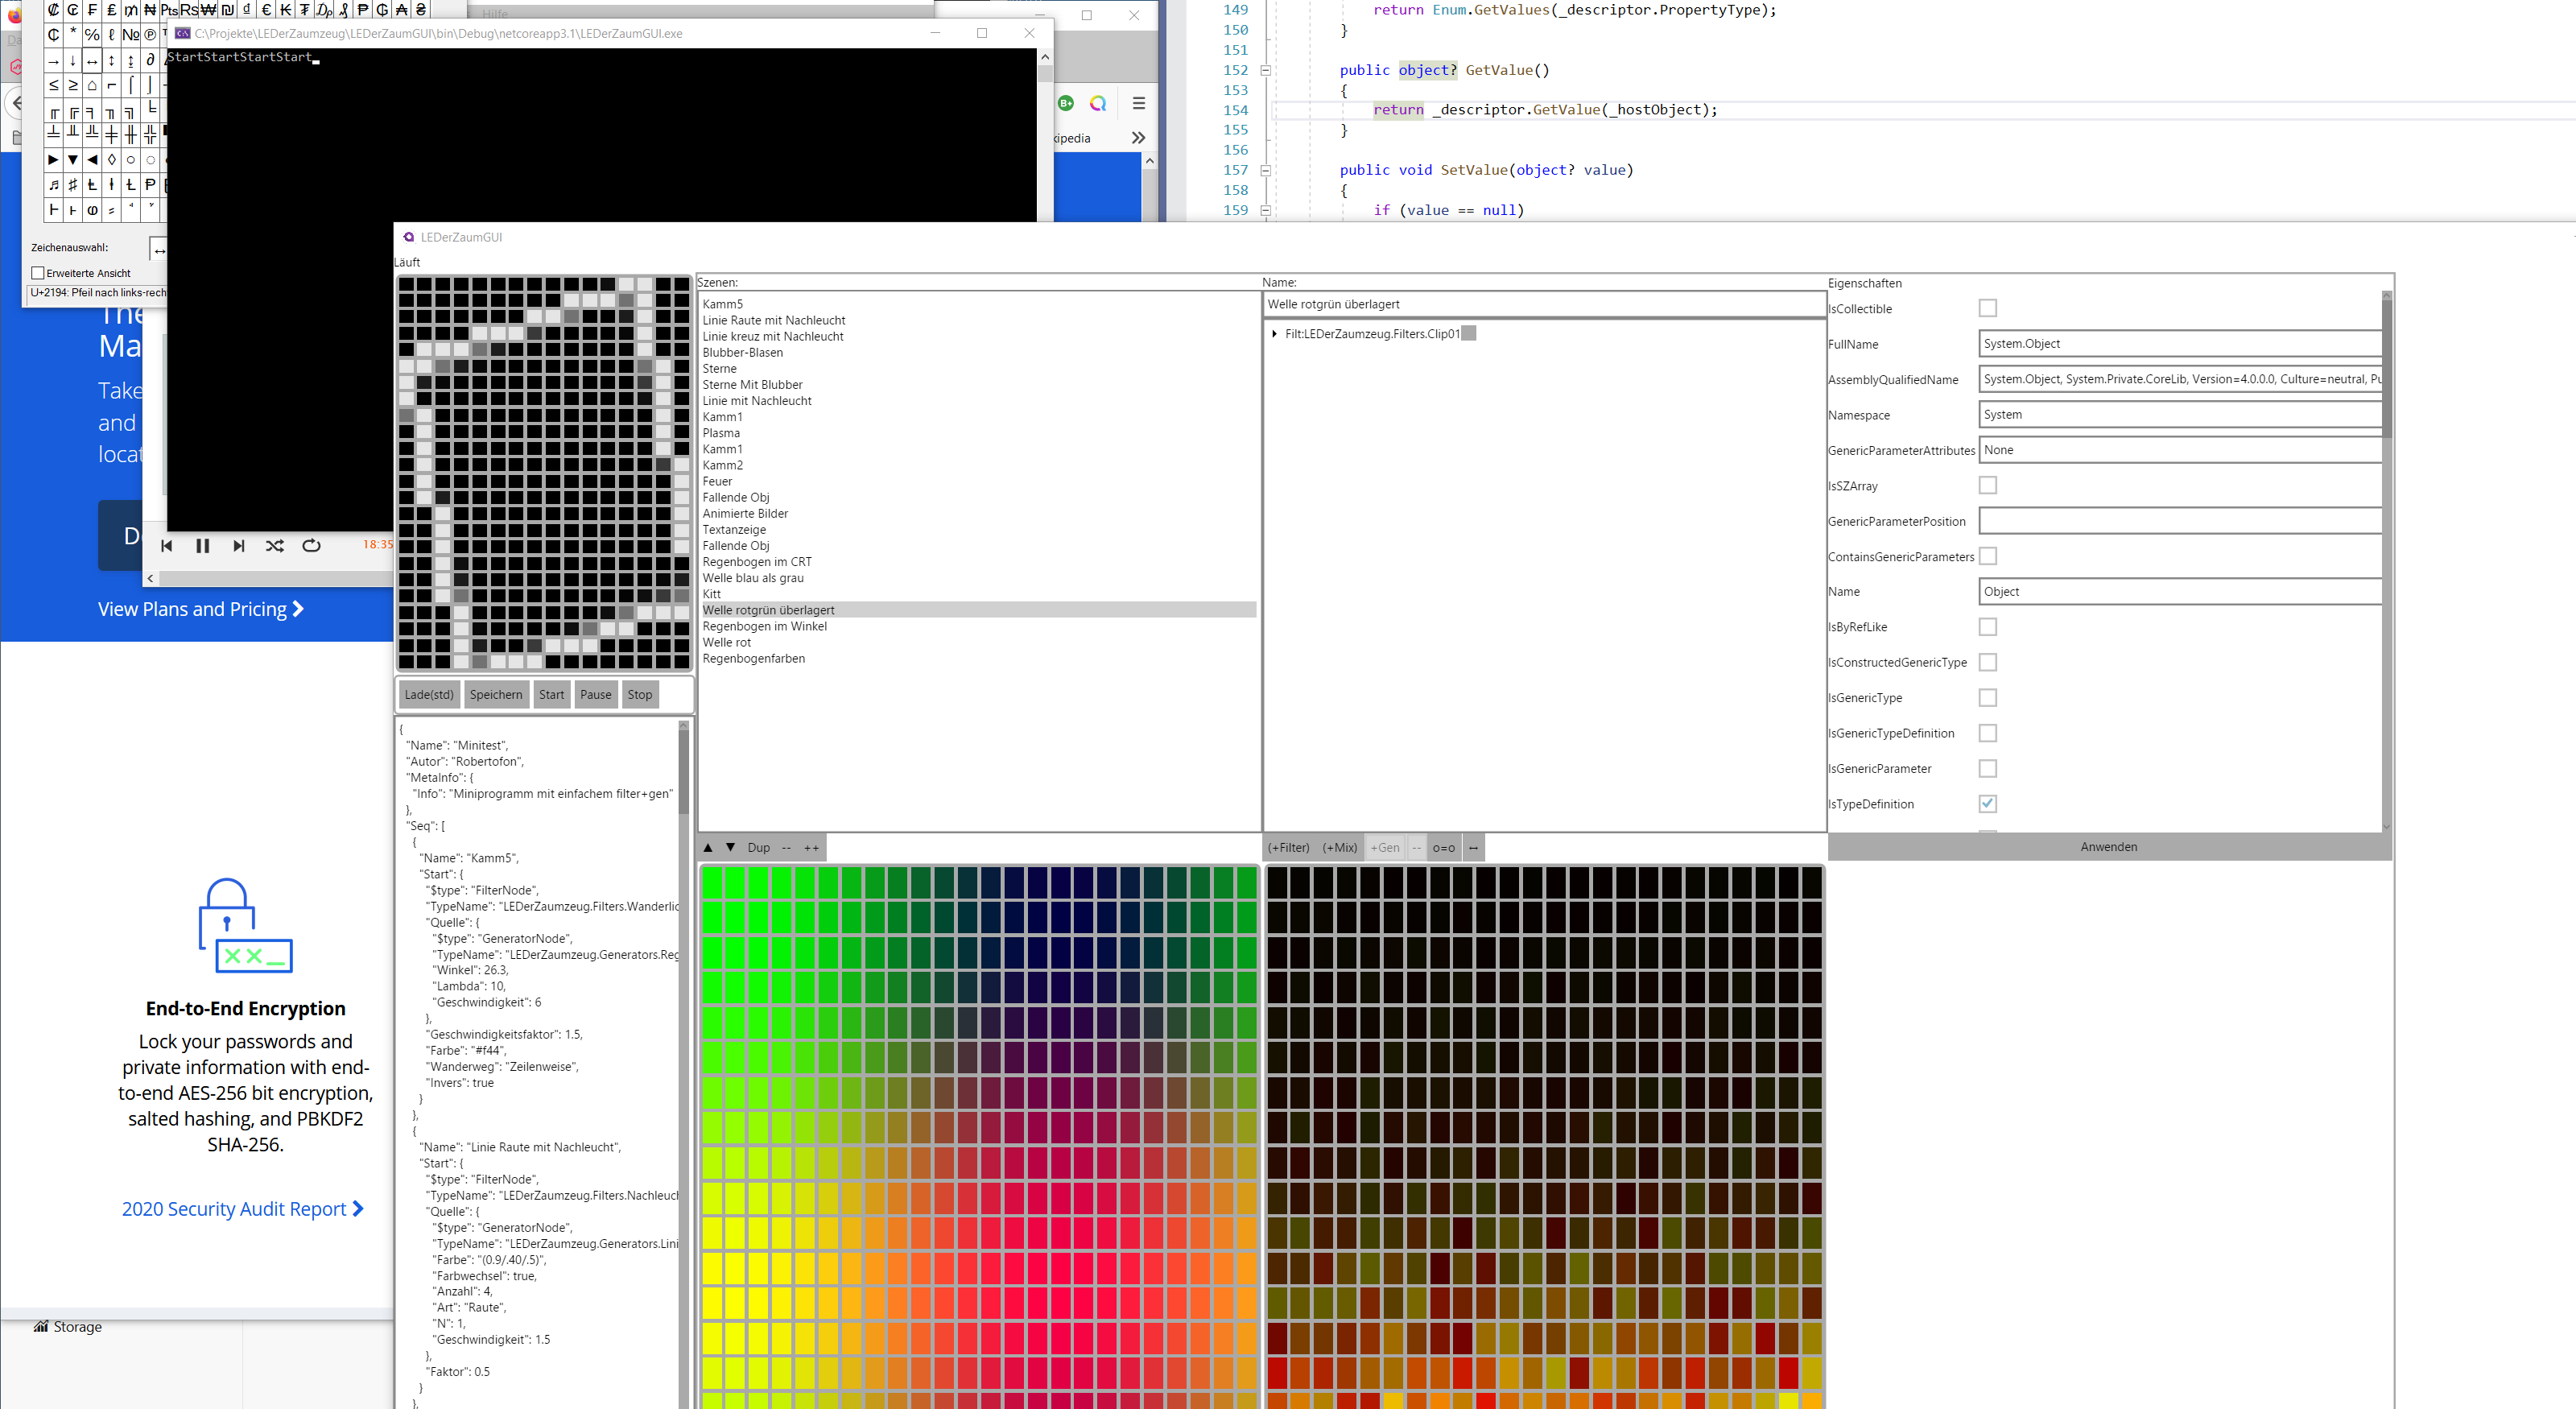 Hilfe
C:\Projekte\LEDerZaumzeug\LEDerZaumGUI\bin\Debug\netcoreapp3.1\LEDerZaumGUI.exe
StartStartStartStart
Zeichenauswahl:
Erweiterte Ansicht
U+2194: Pfeil nach links-rech
kipedia
149 return Enum.GetValues(_descriptor.PropertyType);
150 }
151
152 public object? GetValue()
153 {
154 return _descriptor.GetValue(_hostObject);
155 }
156
157 public void SetValue(object? value)
158 {
159 if (value == null)
Ma
Take
and
locat
18:35
View Plans and Pricing
End-to-End Encryption
Lock your passwords and
private information with end-
to-end AES-256 bit encryption,
salted hashing, and PBKDF2
SHA-256.
2020 Security Audit Report
Storage
LEDerZaumGUI
Läuft
Lade(std) Speichern Start Pause Stop
{
"Name": "Minitest",
"Autor": "Robertofon",
"MetaInfo": {
"Info": "Miniprogramm mit einfachem filter+gen"
},
"Seq": [
{
"Name": "Kamm5",
"Start": {
"$type": "FilterNode",
"TypeName": "LEDerZaumzeug.Filters.Wanderlic
"Quelle": {
"$type": "GeneratorNode",
"TypeName": "LEDerZaumzeug.Generators.Reg
"Winkel": 26.3,
"Lambda": 10,
"Geschwindigkeit": 6
},
"Geschwindigkeitsfaktor": 1.5,
"Farbe": "#f44",
"Wanderweg": "Zeilenweise",
"Invers": true
}
},
{
"Name": "Linie Raute mit Nachleucht",
"Start": {
"$type": "FilterNode",
"TypeName": "LEDerZaumzeug.Filters.Nachleuch
"Quelle": {
"$type": "GeneratorNode",
"TypeName": "LEDerZaumzeug.Generators.Lini
"Farbe": "(0.9/.40/.5)",
"Farbwechsel": true,
"Anzahl": 4,
"Art": "Raute",
"N": 1,
"Geschwindigkeit": 1.5
},
"Faktor": 0.5
}
},
Szenen:
Kamm5
Linie Raute mit Nachleucht
Linie kreuz mit Nachleucht
Blubber-Blasen
Sterne
Sterne Mit Blubber
Linie mit Nachleucht
Kamm1
Plasma
Kamm1
Kamm2
Feuer
Fallende Obj
Animierte Bilder
Textanzeige
Fallende Obj
Regenbogen im CRT
Welle blau als grau
Kitt
Welle rotgrün überlagert
Regenbogen im Winkel
Welle rot
Regenbogenfarben
▲ ▼ Dup -- ++
Name:
Welle rotgrün überlagert
Filt:LEDerZaumzeug.Filters.Clip01
(+Filter) (+Mix) +Gen -- o=o ↔
Eigenschaften
IsCollectible
FullName System.Object
AssemblyQualifiedName System.Object, System.Private.CoreLib, Version=4.0.0.0, Culture=neutral, Pu
Namespace System
GenericParameterAttributes None
IsSZArray
GenericParameterPosition
ContainsGenericParameters
Name Object
IsByRefLike
IsConstructedGenericType
IsGenericType
IsGenericTypeDefinition
IsGenericParameter
IsTypeDefinition
Anwenden